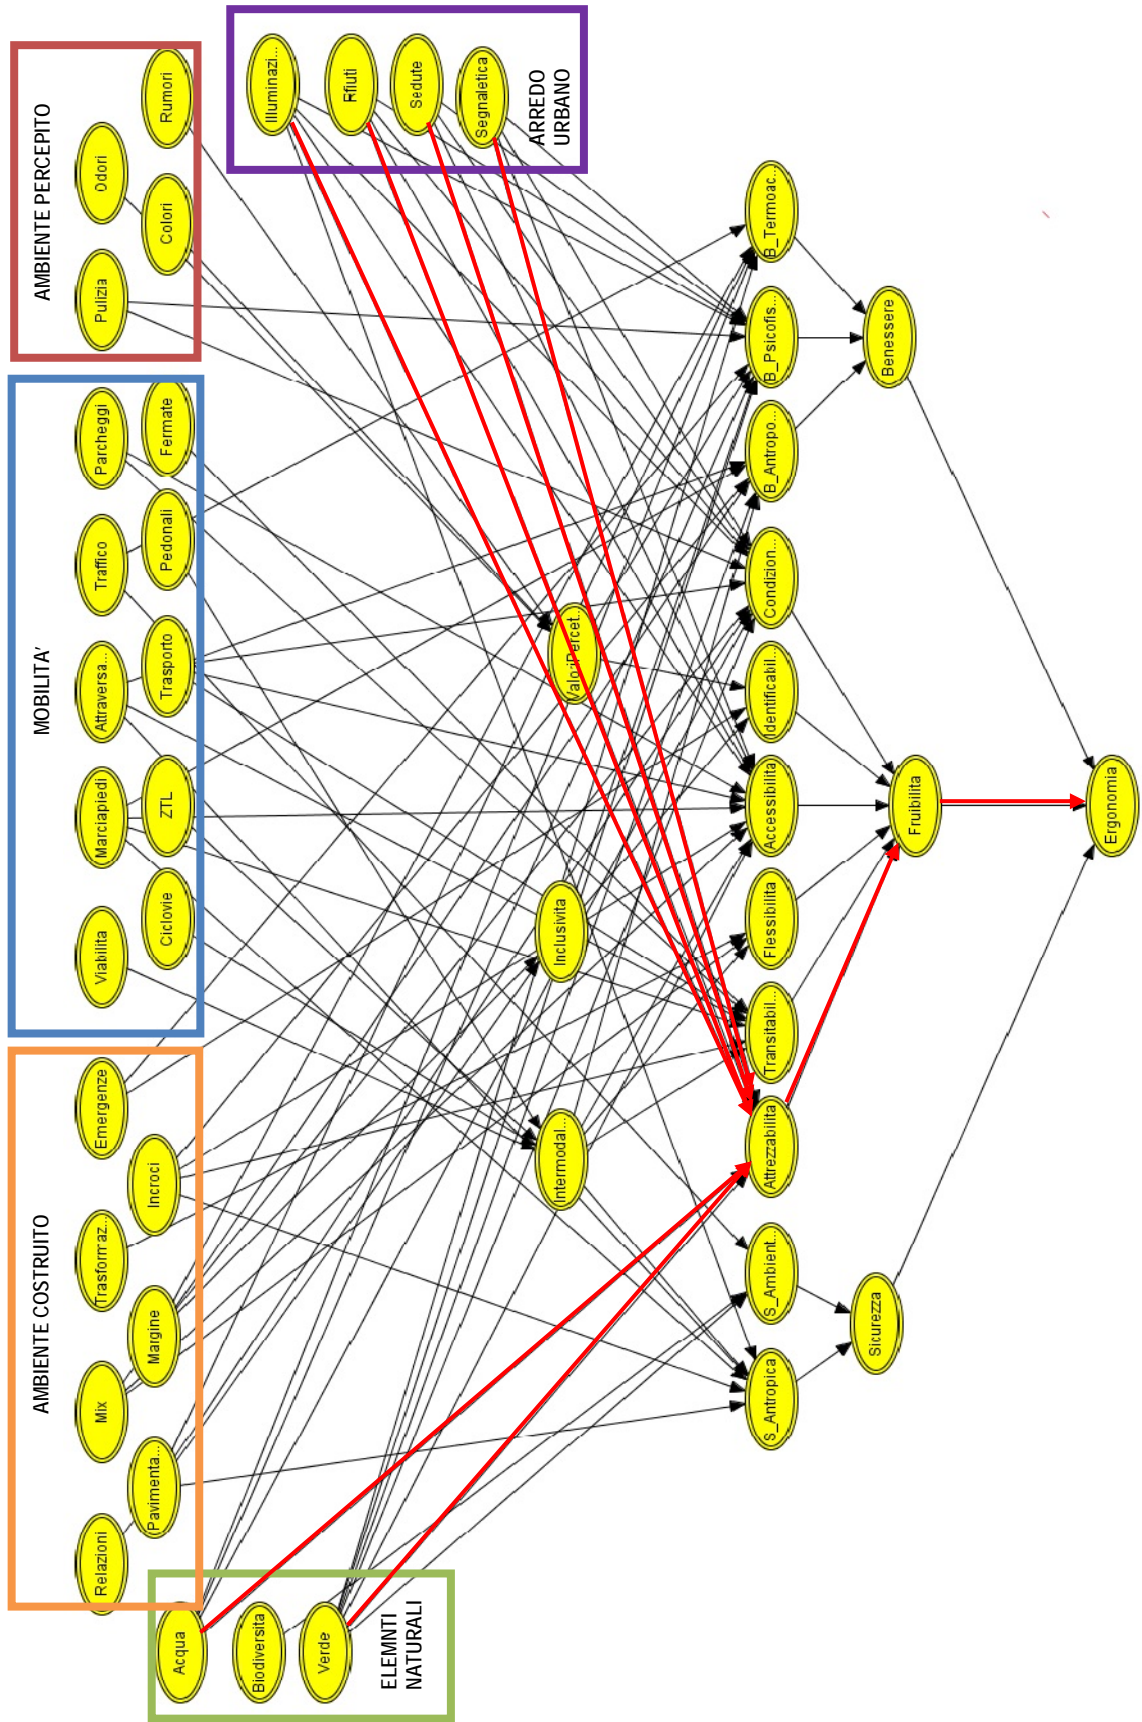 AMBIENTE COSTRUITO
MOBILITA'
AMBIENTE PERCEPITO
Relazioni
Mix
Trasformaz...
Emergenze
Viabilita
Marciapiedi
Attraversa...
Traffico
Parcheggi
Pulizia
Odori
Pavimenta...
Margine
Incroci
Ciclovie
ZTL
Trasporto
Pedonali
Fermate
Colori
Rumori
Acqua
Biodiversita
Verde
ELEMNTI
NATURALI
Illuminazi...
Rfiuti
Sedute
Segnaletica
ARREDO
URBANO
Intermodal...
Inclusivita
ValoriPercet...
S_Antropica
S_Ambient...
Attrezzabilita
Transitabil...
Flessibilita
Accessibilita
Identificabil...
Condizion...
B_Antropo...
B_Psicofis...
B_Termoac...
Sicurezza
Fruibilita
Benessere
Ergonomia